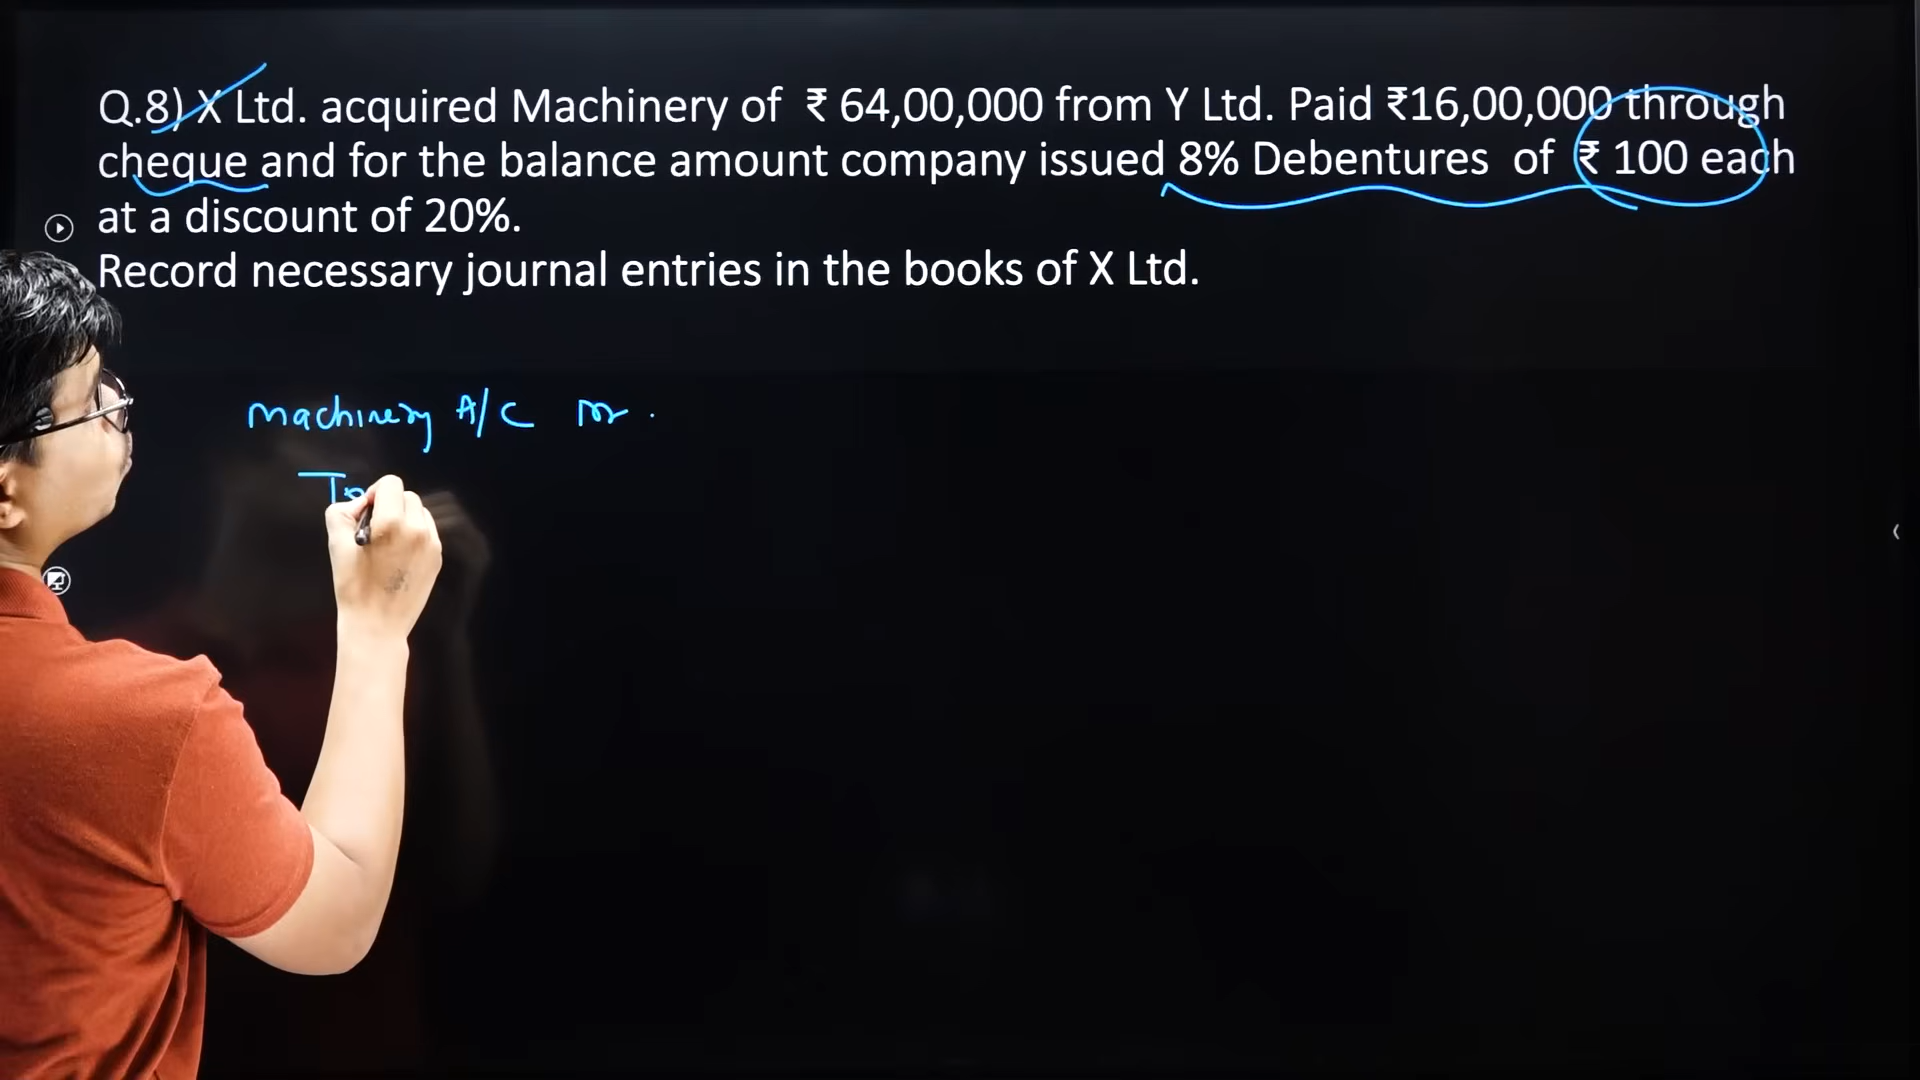 Q.8) X Ltd. acquired Machinery of ₹ 64,00,000 from Y Ltd. Paid ₹16,00,000 through
cheque and for the balance amount company issued 8% Debentures of ₹ 100 each
at a discount of 20%.
Record necessary journal entries in the books of X Ltd.
Machinery A/C Dr.
To